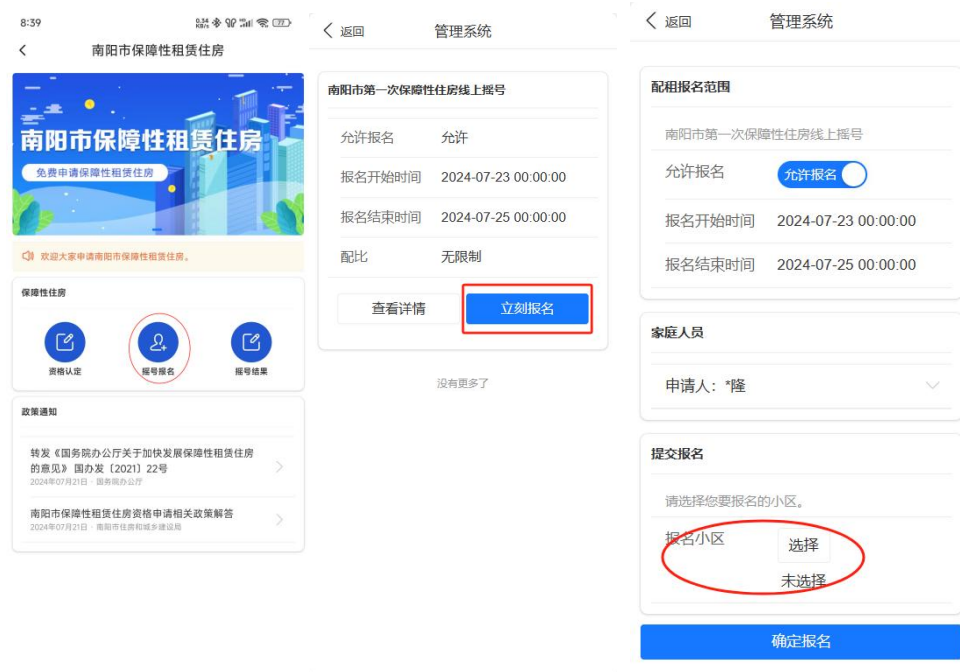 8:39
0.34 KB/s
77
南阳市保障性租赁住房
南阳市保障性租赁住房
免费申请保障性租赁住房
欢迎大家申请南阳市保障性租赁住房。
保障性住房
资格认定
摇号报名
摇号结果
政策通知
转发《国务院办公厅关于加快发展保障性租赁住房
的意见》 国办发〔2021〕22号
2024年07月21日 · 国务院办公厅
南阳市保障性租赁住房资格申请相关政策解答
2024年07月21日 · 南阳市住房和城乡建设局
返回
管理系统
南阳市第一次保障性住房线上摇号
允许报名 允许
报名开始时间 2024-07-23 00:00:00
报名结束时间 2024-07-25 00:00:00
配比 无限制
查看详情
立刻报名
没有更多了
返回
管理系统
配租报名范围
南阳市第一次保障性住房线上摇号
允许报名 允许报名
报名开始时间 2024-07-23 00:00:00
报名结束时间 2024-07-25 00:00:00
家庭人员
申请人：*隆
提交报名
请选择您要报名的小区。
报名小区 选择
未选择
确定报名